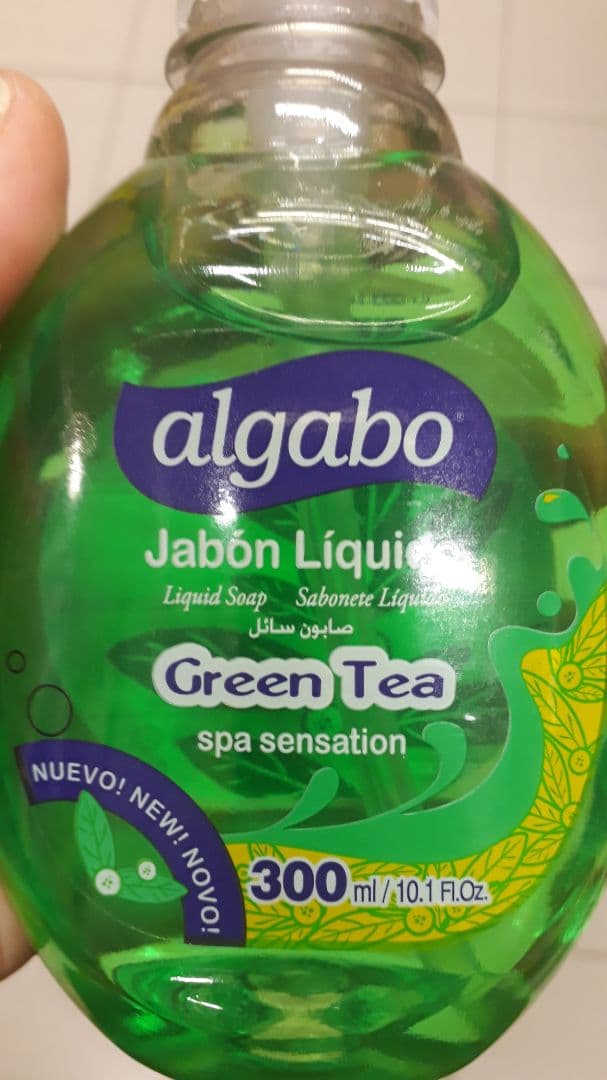 algabo
Jabón
Liquid Soap Sabonete
صابون سائل
Green Tea
spa sensation
NUEVO! NEW! NOVO!
300 ml / 10.1 Fl.Oz.